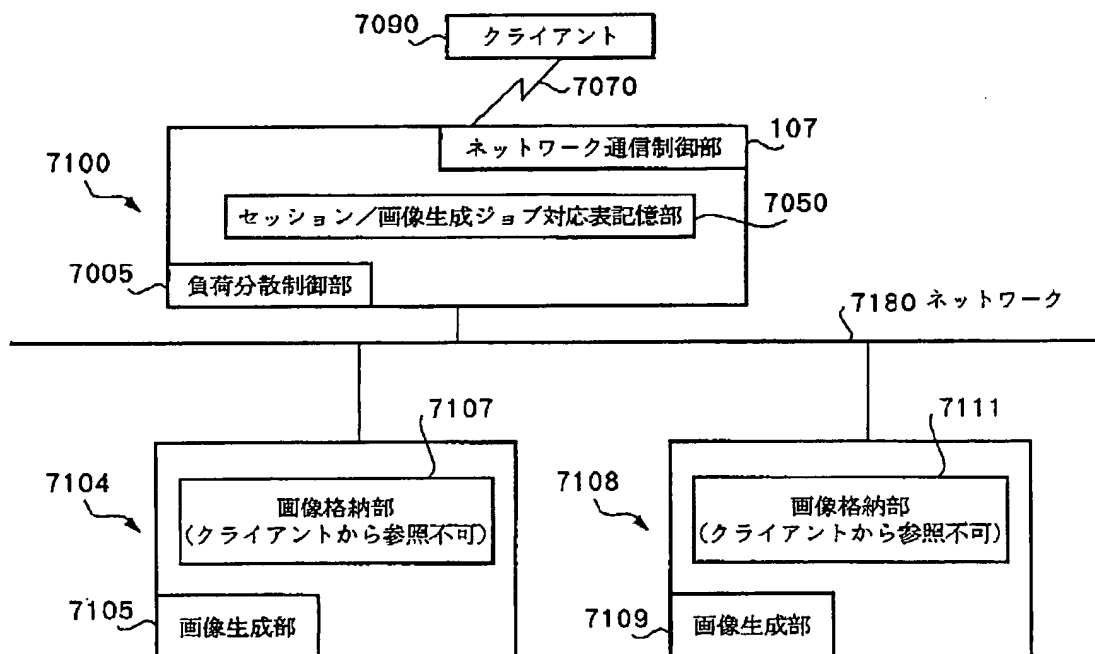 7090
クライアント
7070
ネットワーク通信制御部
107
7100
セッション／画像生成ジョブ対応表記憶部
7050
7005
負荷分散制御部
7180 ネットワーク
7107
7111
7104
画像格納部
(クライアントから参照不可)
7108
画像格納部
(クライアントから参照不可)
7105
画像生成部
7109
画像生成部